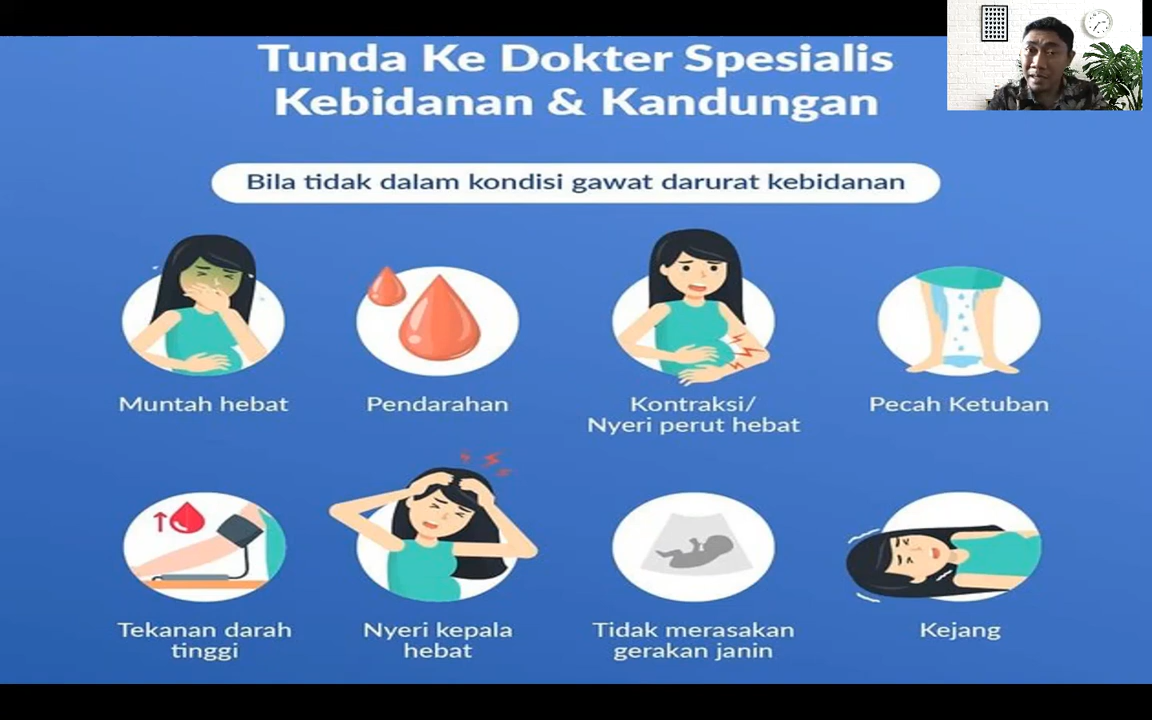 Tunda Ke Dokter Spesialis
Kebidanan & Kandungan
Bila tidak dalam kondisi gawat darurat kebidanan
Muntah hebat
Pendarahan
Kontraksi/
Nyeri perut hebat
Pecah Ketuban
Tekanan darah
tinggi
Nyeri kepala
hebat
Tidak merasakan
gerakan janin
Kejang